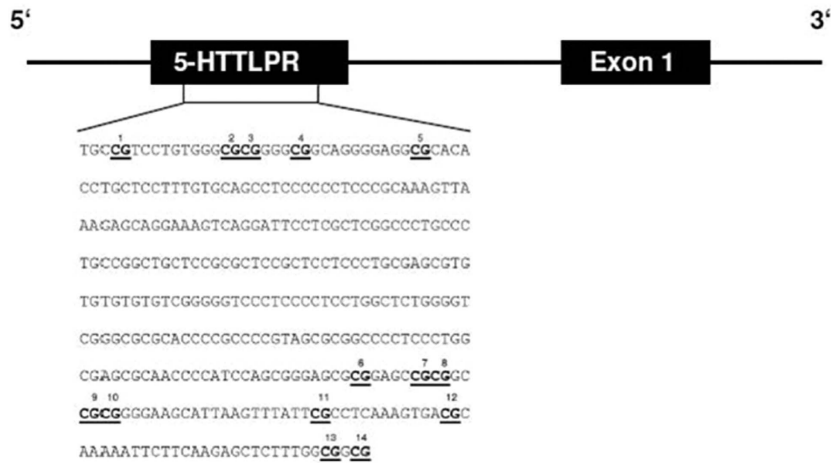 5‘ 3‘
5-HTTLPR Exon 1
1 2 3 4 5
TGCCGTCCTGTGGGCGCGGGGCGGCAGGGGAGGCGCACA
CCTGCTCCTTTGTGCAGCCTCCCCCCTCCCGCAAAGTTA
AAGAGCAGGAAAGTCAGGATTCCTCGCTCGGCCCTGCCC
TGCCGGCTGCTCCGCGCTCCGCTCCTCCCTGCGAGCGTG
TGTGTGTGTCGGGGGTCCCTCCCCCTCCTGGCTCTGGGGT
CGGGCGCGCACCCCGCCCCGTAGCGCGGCCCCTCCCTGG
6 7 8
CGAGCGCAACCCCATCCAGCGGGAGCGCGGAGCCGCGGC
9 10 11 12
CGCGGGGAAGCATTAAGTTTATTCGCCTCAAAGTGACGC
13 14
AAAAATTCTTCAAGAGCTCTTTGGCGGCG